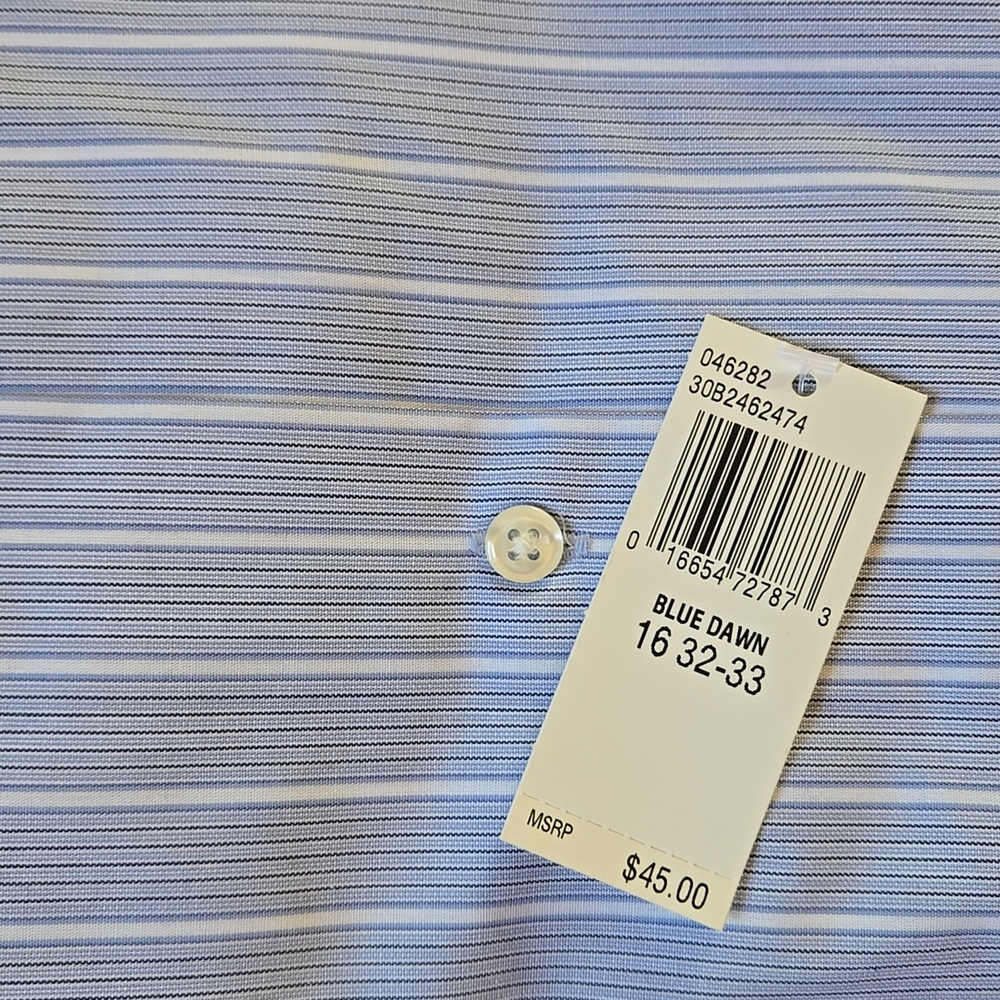 046282
30B2462474
0 16654 72787 3
BLUE DAWN
16 32-33
MSRP
$45.00